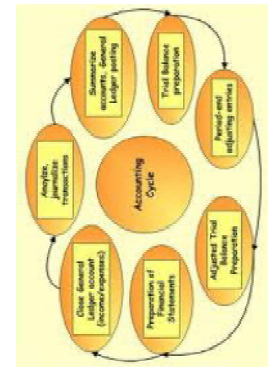 Anaylze,
journalize
transactions
Summarize
accounts, General
Ledger posting
Trial Balance
preparation
Period-end
adjusting entries
Adjusted Trial
Balance
Preparation
Preparation of
Financial
Statements
Close General
Ledger account
(income/expenses)
Accounting
Cycle